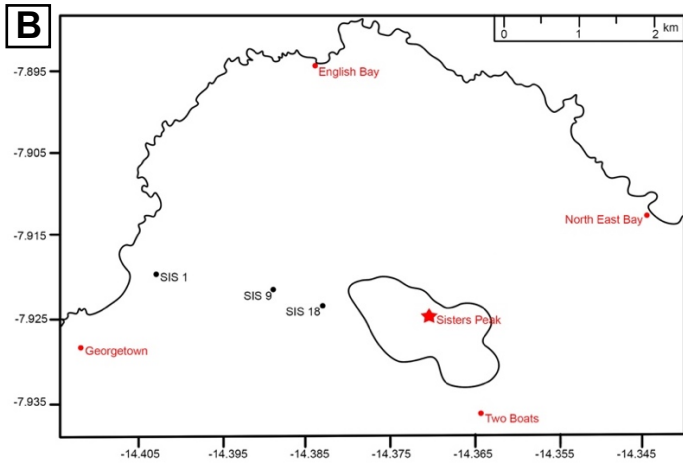 B
0 1 2
km
-7.895
English Bay
-7.905
North East Bay
-7.915
SIS 1
SIS 9
SIS 18
-7.925
Sisters Peak
Georgetown
-7.935
Two Boats
-14.405 -14.395 -14.385 -14.375 -14.365 -14.355 -14.345